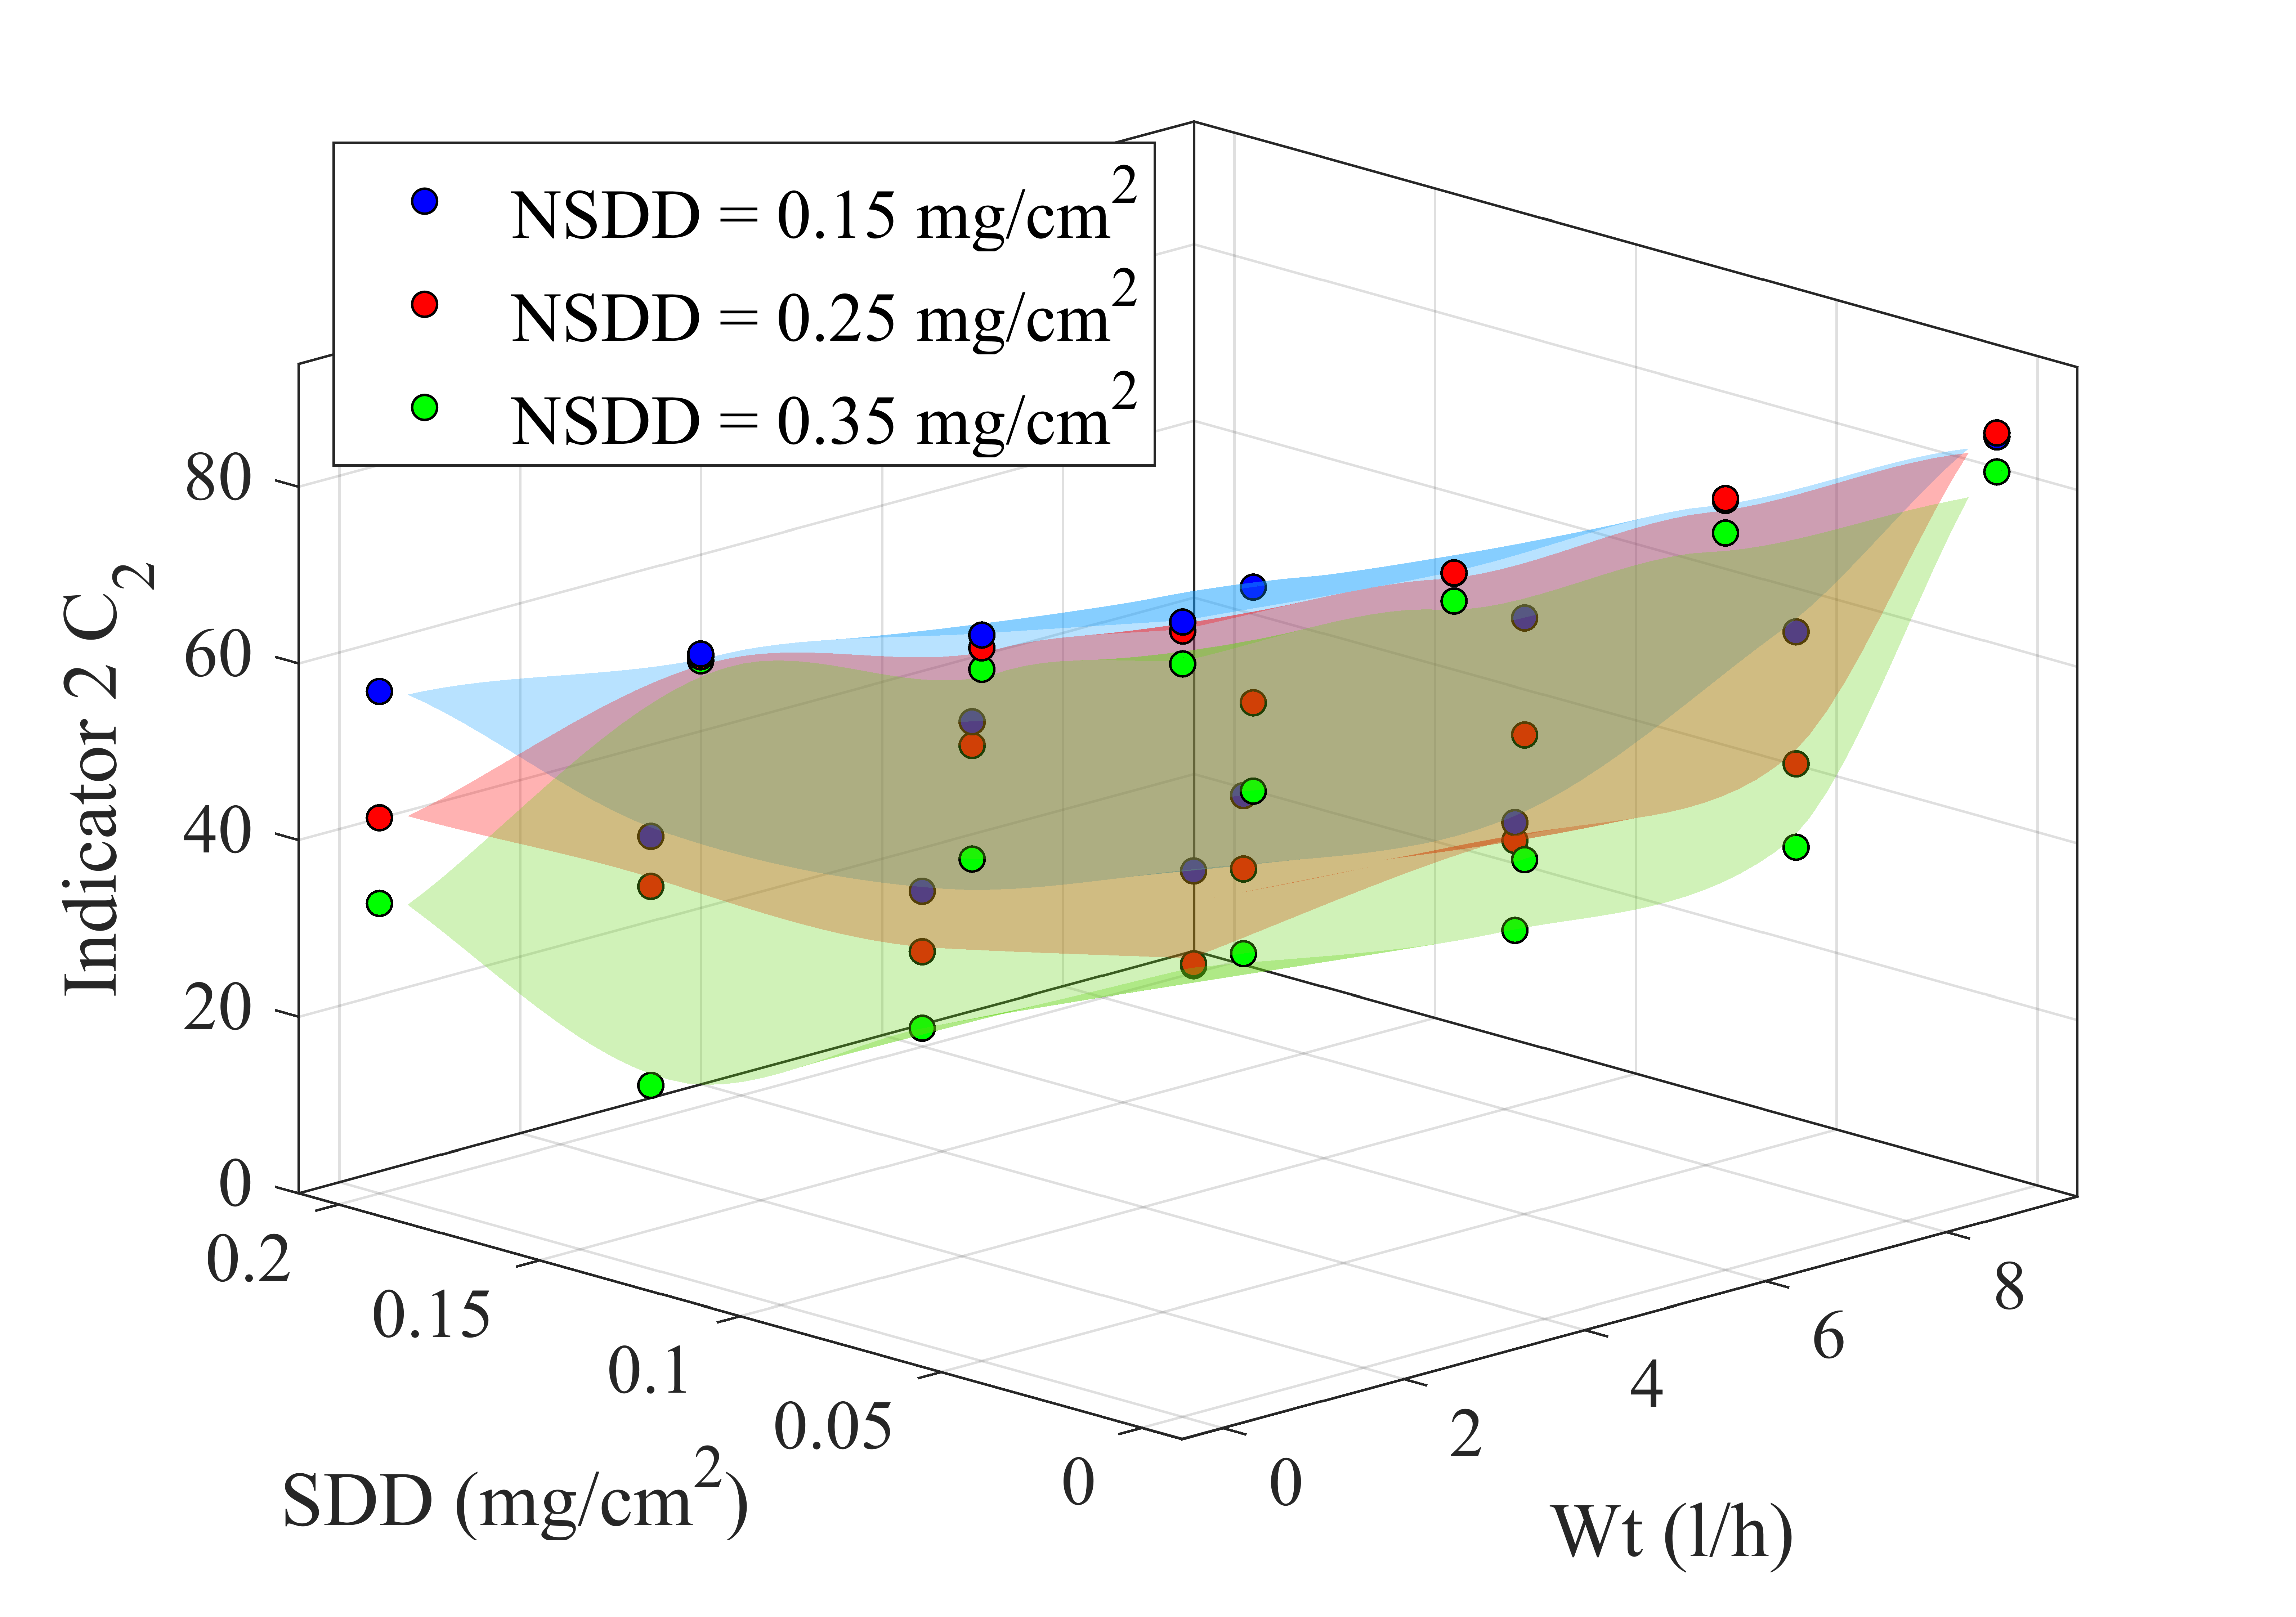 NSDD = 0.15 mg/cm²
NSDD = 0.25 mg/cm²
NSDD = 0.35 mg/cm²
Indicator 2 C₂
80
60
40
20
0
0.2
0.15
0.1
0.05
0
SDD (mg/cm²)
0
2
4
6
8
Wt (l/h)